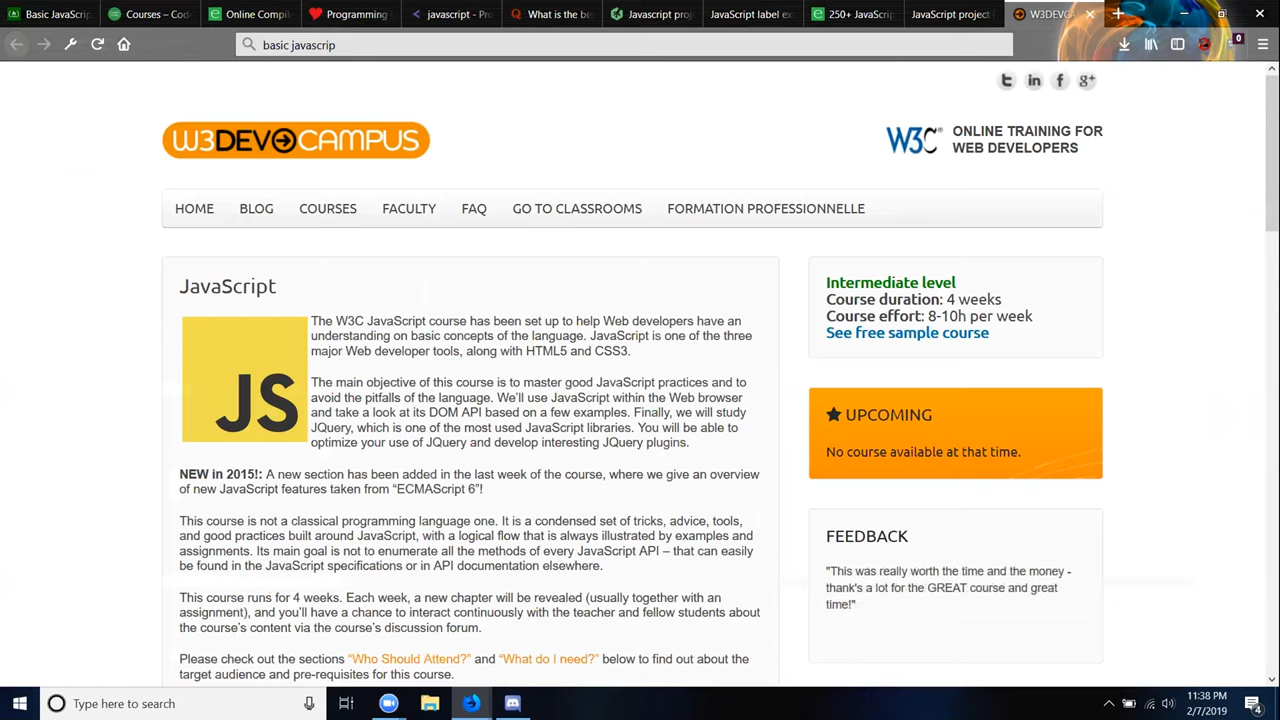 Basic JavaScr
Courses – Cod
Online Compile
Programming
javascript - Pro
What is the be
Javascript proj
JavaScript label ex
250+ JavaScrip
JavaScript project
W3DEVCA
basic javascrip
0
W3DEV CAMPUS
W3C® ONLINE TRAINING FOR
WEB DEVELOPERS
HOME BLOG COURSES FACULTY FAQ GO TO CLASSROOMS FORMATION PROFESSIONNELLE
JavaScript
JS
The W3C JavaScript course has been set up to help Web developers have an
understanding on basic concepts of the language. JavaScript is one of the three
major Web developer tools, along with HTML5 and CSS3.
The main objective of this course is to master good JavaScript practices and to
avoid the pitfalls of the language. We'll use JavaScript within the Web browser
and take a look at its DOM API based on a few examples. Finally, we will study
JQuery, which is one of the most used JavaScript libraries. You will be able to
optimize your use of JQuery and develop interesting JQuery plugins.
NEW in 2015!: A new section has been added in the last week of the course, where we give an overview
of new JavaScript features taken from “ECMAScript 6”!
This course is not a classical programming language one. It is a condensed set of tricks, advice, tools,
and good practices built around JavaScript, with a logical flow that is always illustrated by examples and
assignments. Its main goal is not to enumerate all the methods of every JavaScript API – that can easily
be found in the JavaScript specifications or in API documentation elsewhere.
This course runs for 4 weeks. Each week, a new chapter will be revealed (usually together with an
assignment), and you'll have a chance to interact continuously with the teacher and fellow students about
the course's content via the course's discussion forum.
Please check out the sections “Who Should Attend?” and “What do I need?” below to find out about the
target audience and pre-requisites for this course.
Intermediate level
Course duration: 4 weeks
Course effort: 8-10h per week
See free sample course
UPCOMING
No course available at that time.
FEEDBACK
"This was really worth the time and the money -
thank's a lot for the GREAT course and great
time!"
Type here to search
11:38 PM
2/7/2019
4